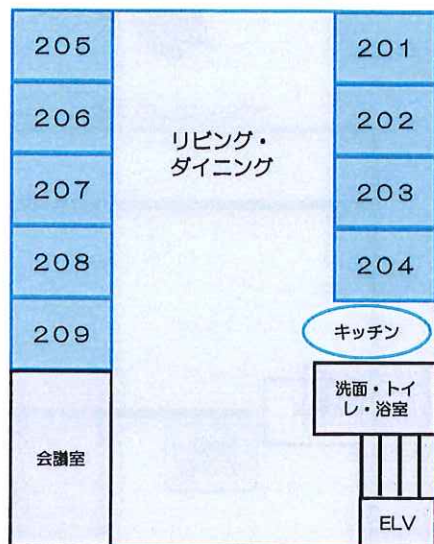 205
206
207
208
209
会議室
リビング・
ダイニング
201
202
203
204
キッチン
洗面・トイ
レ・浴室
ELV